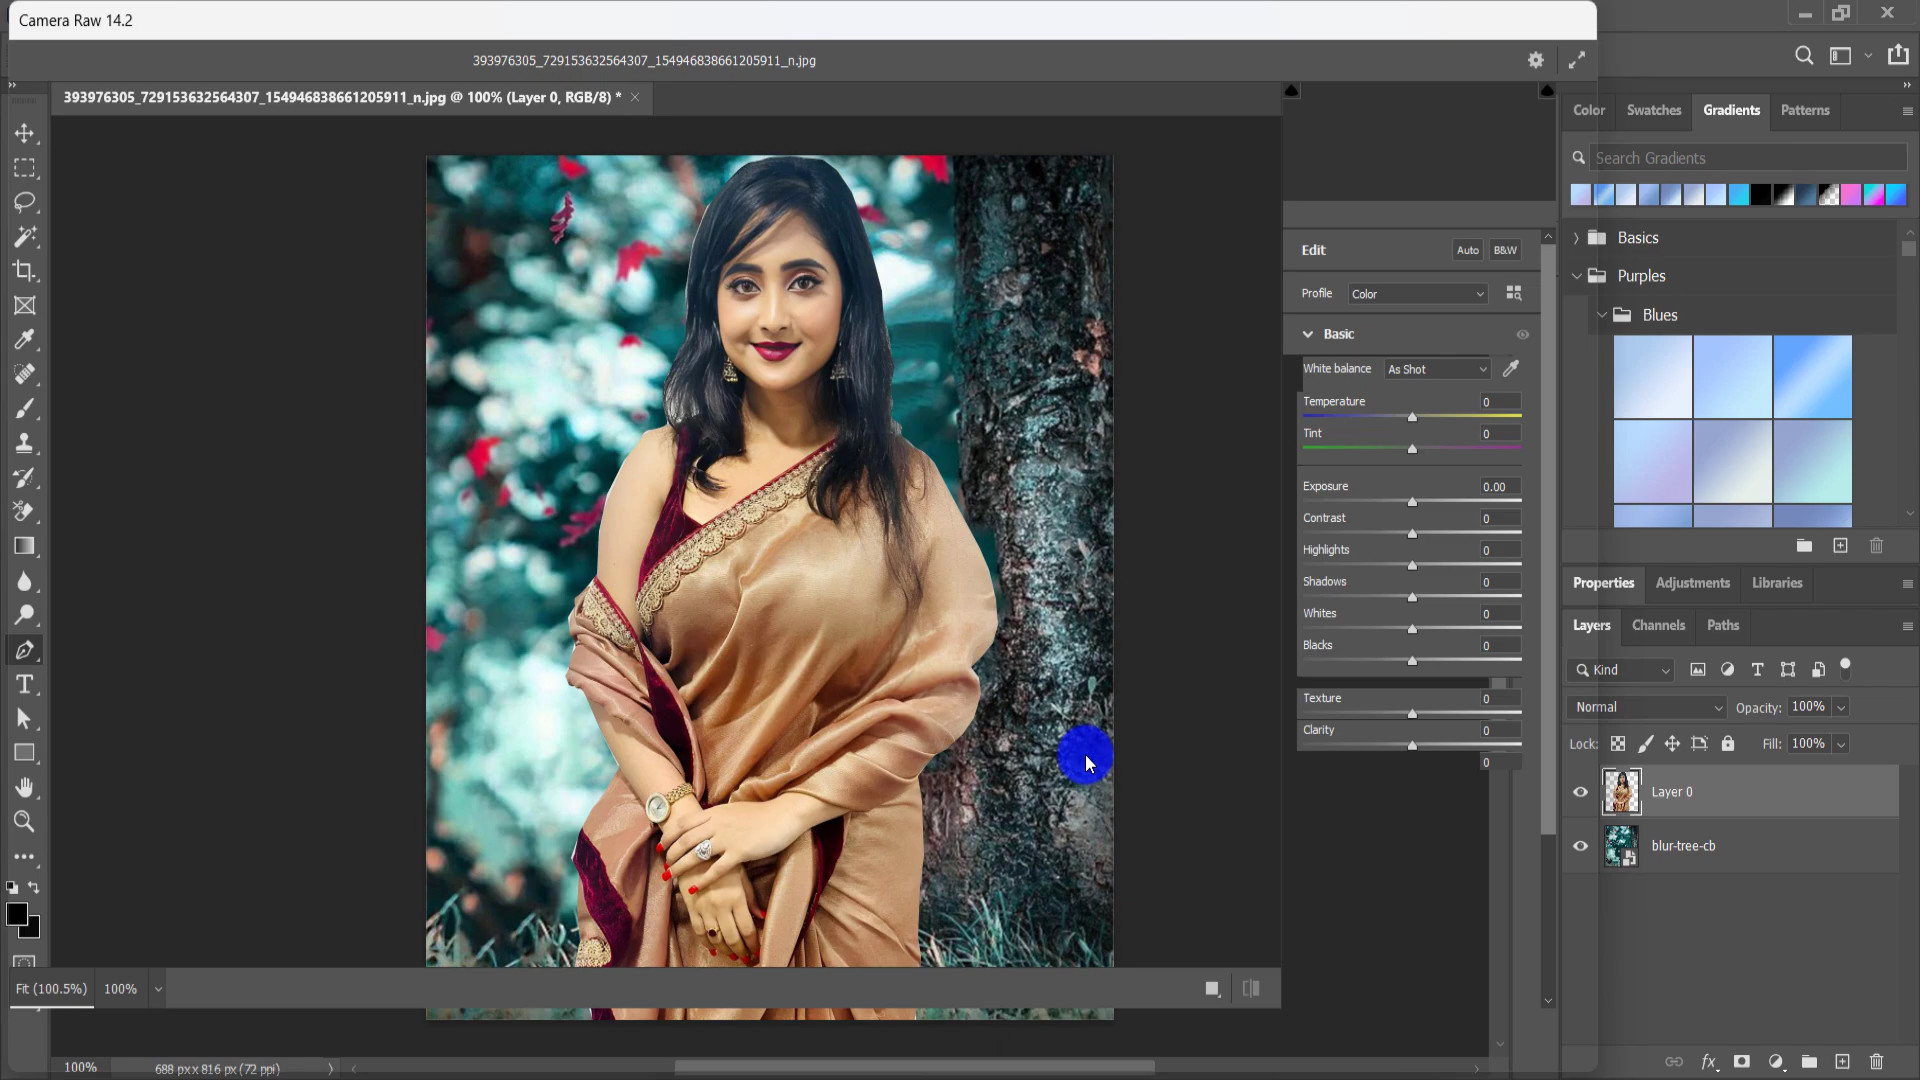 Camera Raw 14.2
393976305_729153632564307_154946838661205911_n.jpg
393976305_729153632564307_154946838661205911_n.jpg @ 100% (Layer 0, RGB/8) *
Color
Swatches
Gradients
Patterns
Search Gradients
Basics
Purples
Blues
Edit
Auto
B&W
Profile
Color
Basic
White balance
As Shot
Temperature
0
Tint
0
Exposure
0.00
Contrast
0
Highlights
0
Shadows
0
Whites
0
Blacks
0
Texture
0
Clarity
0
0
Properties
Adjustments
Libraries
Layers
Channels
Paths
Kind
Normal
Opacity: 100%
Lock:
Fill: 100%
Layer 0
blur-tree-cb
Fit (100.5%)
100%
100%
688 px x 816 px (72 ppi)